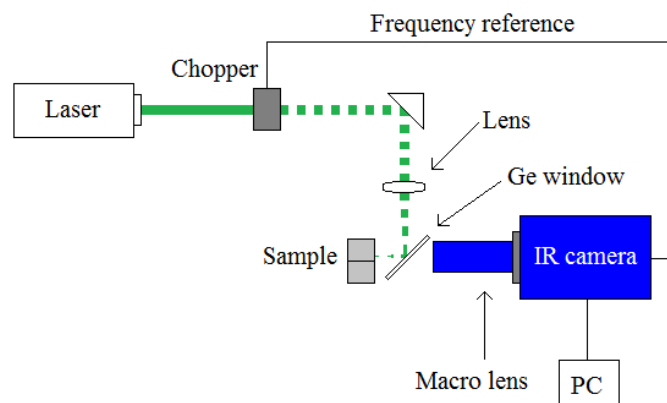 Frequency reference
Chopper
Laser
Lens
Ge window
Sample
IR camera
Macro lens
PC